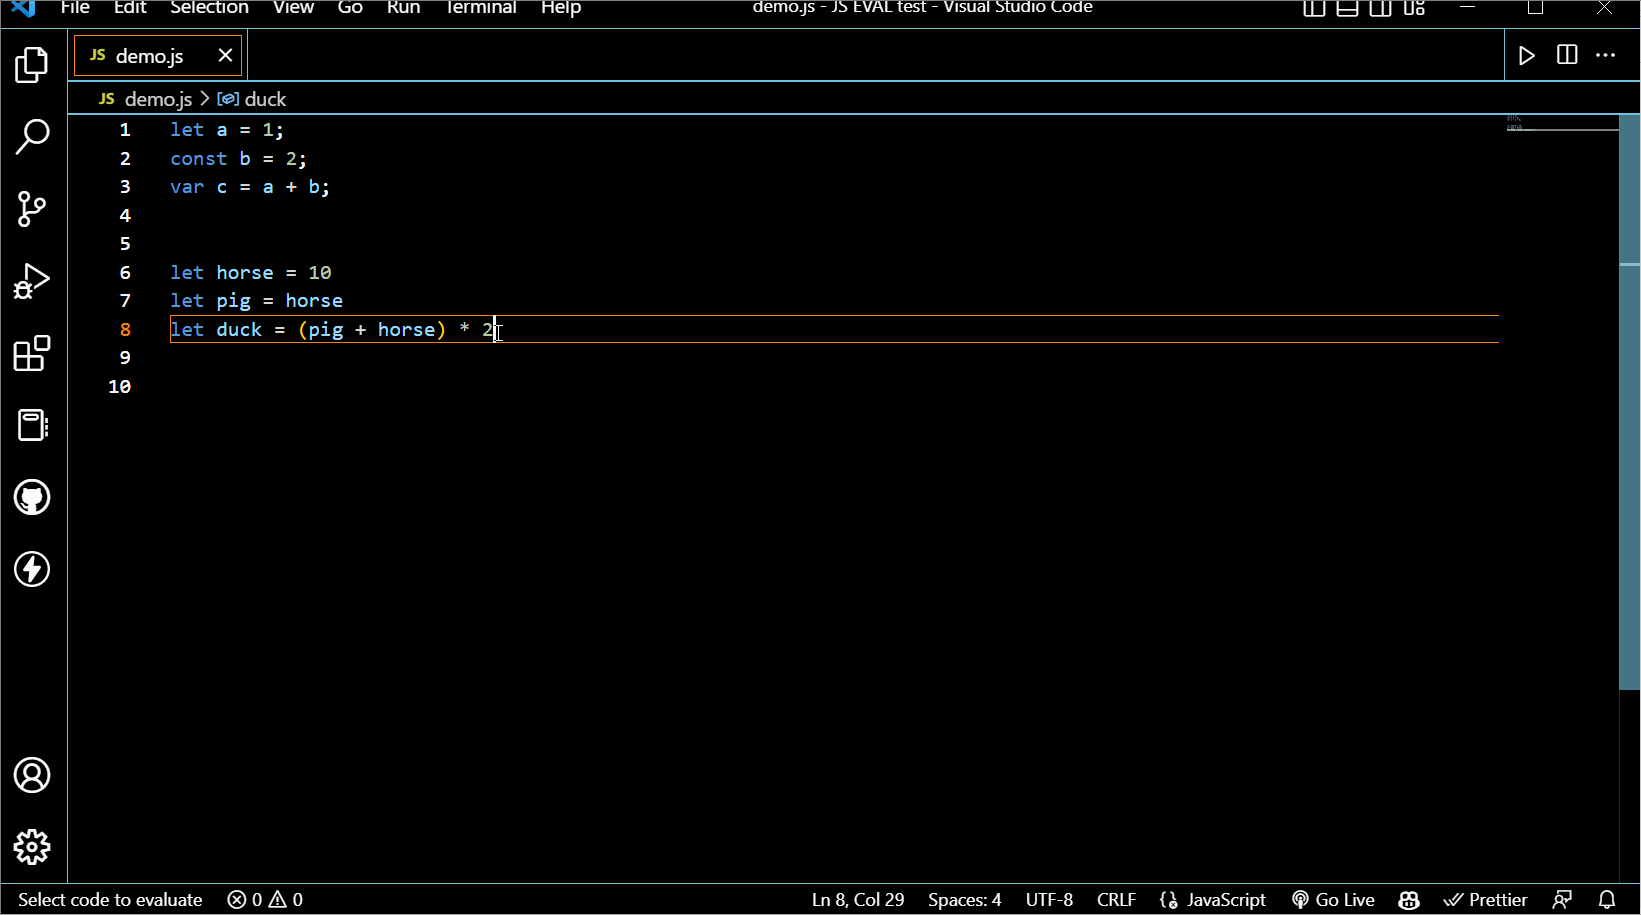 File Edit Selection View Go Run Terminal Help demo.js - JS EVAL test - Visual Studio Code
JS demo.js
JS demo.js > duck
1 let a = 1;
2 const b = 2;
3 var c = a + b;
4
5
6 let horse = 10
7 let pig = horse
8 let duck = (pig + horse) * 2
9
10
Select code to evaluate 0 0 Ln 8, Col 29 Spaces: 4 UTF-8 CRLF JavaScript Go Live Prettier